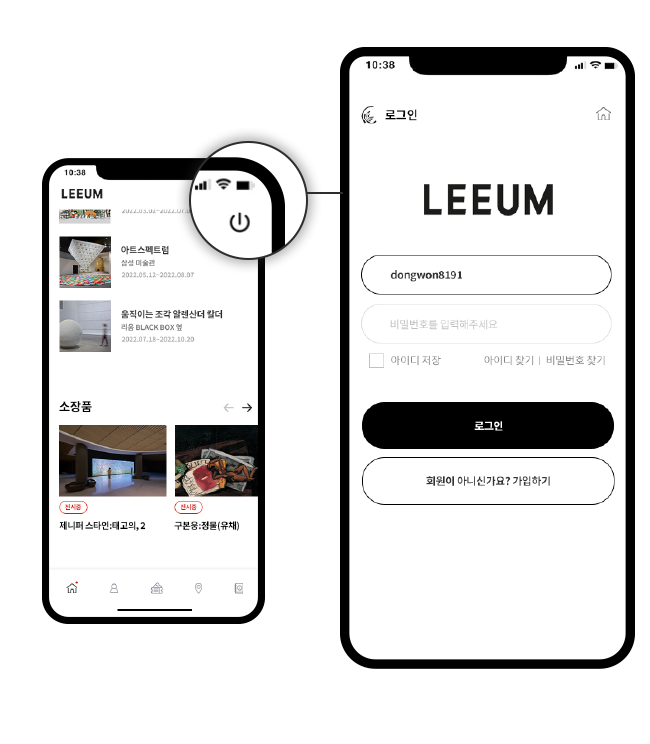 10:38
LEEUM
2022.03.02~2022.07.0
아트스펙트럼
삼성 미술관
2022.05.12~2022.08.07
움직이는 조각 알렌산더 칼더
리움 BLACK BOX 옆
2022.07.18~2022.10.20
소장품
전시중
전시중
제니퍼 스타인:태고의, 2
구본웅:정물(유채)
10:38
로그인
LEEUM
dongwon8191
비밀번호를 입력해주세요
아이디 저장
아이디 찾기 | 비밀번호 찾기
로그인
회원이 아니신가요? 가입하기